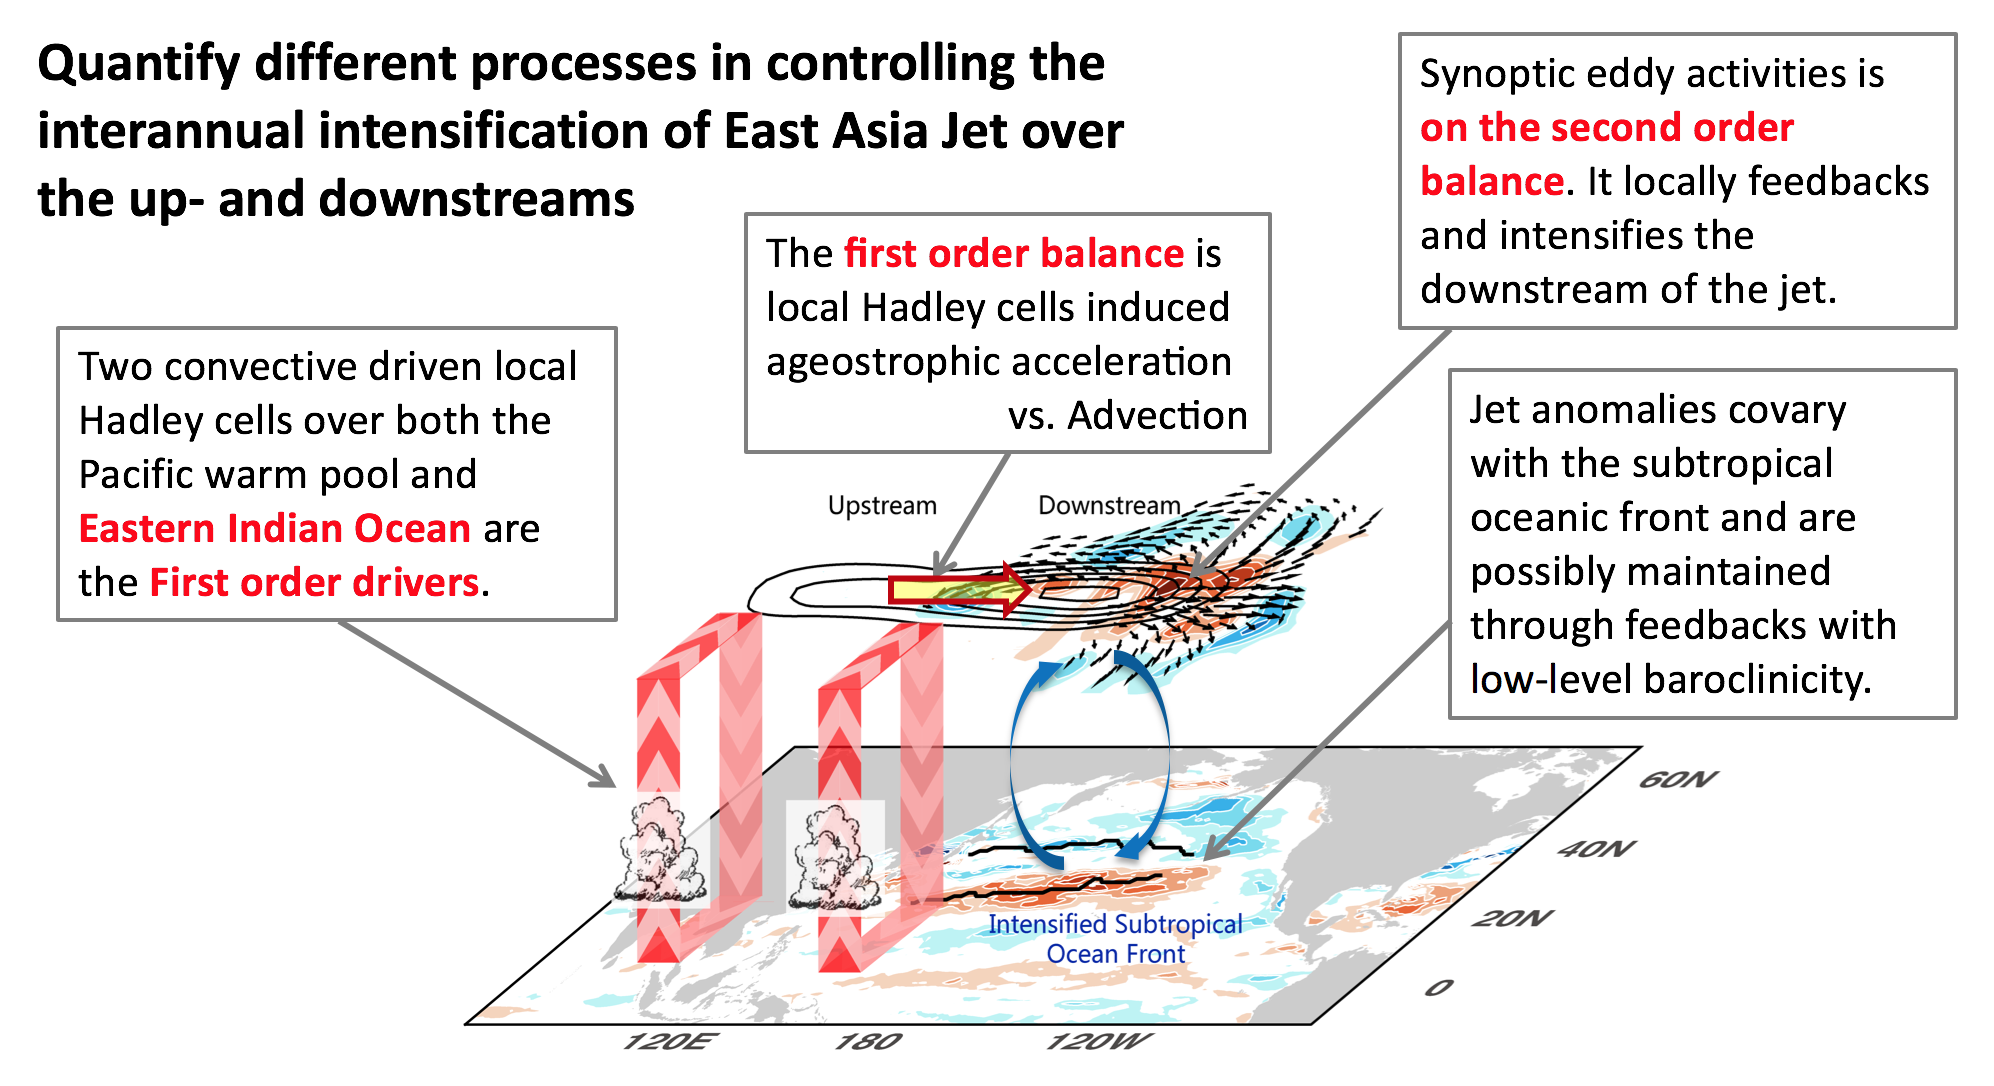 Quantify different processes in controlling the
interannual intensification of East Asia Jet over
the up- and downstreams
Synoptic eddy activities is
on the second order
balance. It locally feedbacks
and intensifies the
downstream of the jet.
The first order balance is
local Hadley cells induced
ageostrophic acceleration
vs. Advection
Two convective driven local
Hadley cells over both the
Pacific warm pool and
Eastern Indian Ocean are
the First order drivers.
Jet anomalies covary
with the subtropical
oceanic front and are
possibly maintained
through feedbacks with
low-level baroclinicity.
Upstream
Downstream
60N
40N
20N
0
Intensified Subtropical
Ocean Front
120E
180
120W